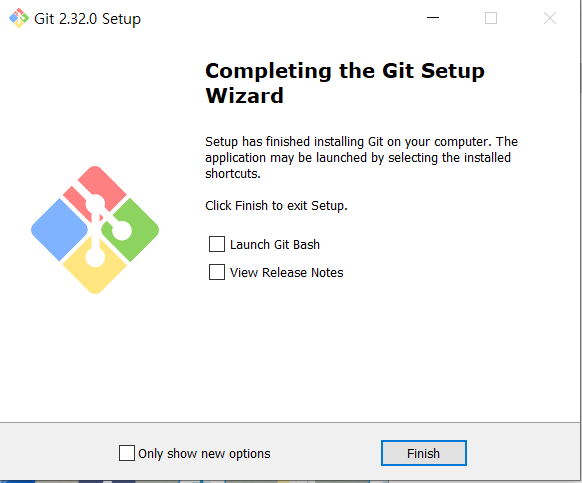 Git 2.32.0 Setup
Completing the Git Setup
Wizard
Setup has finished installing Git on your computer. The
application may be launched by selecting the installed
shortcuts.
Click Finish to exit Setup.
Launch Git Bash
View Release Notes
Only show new options
Finish